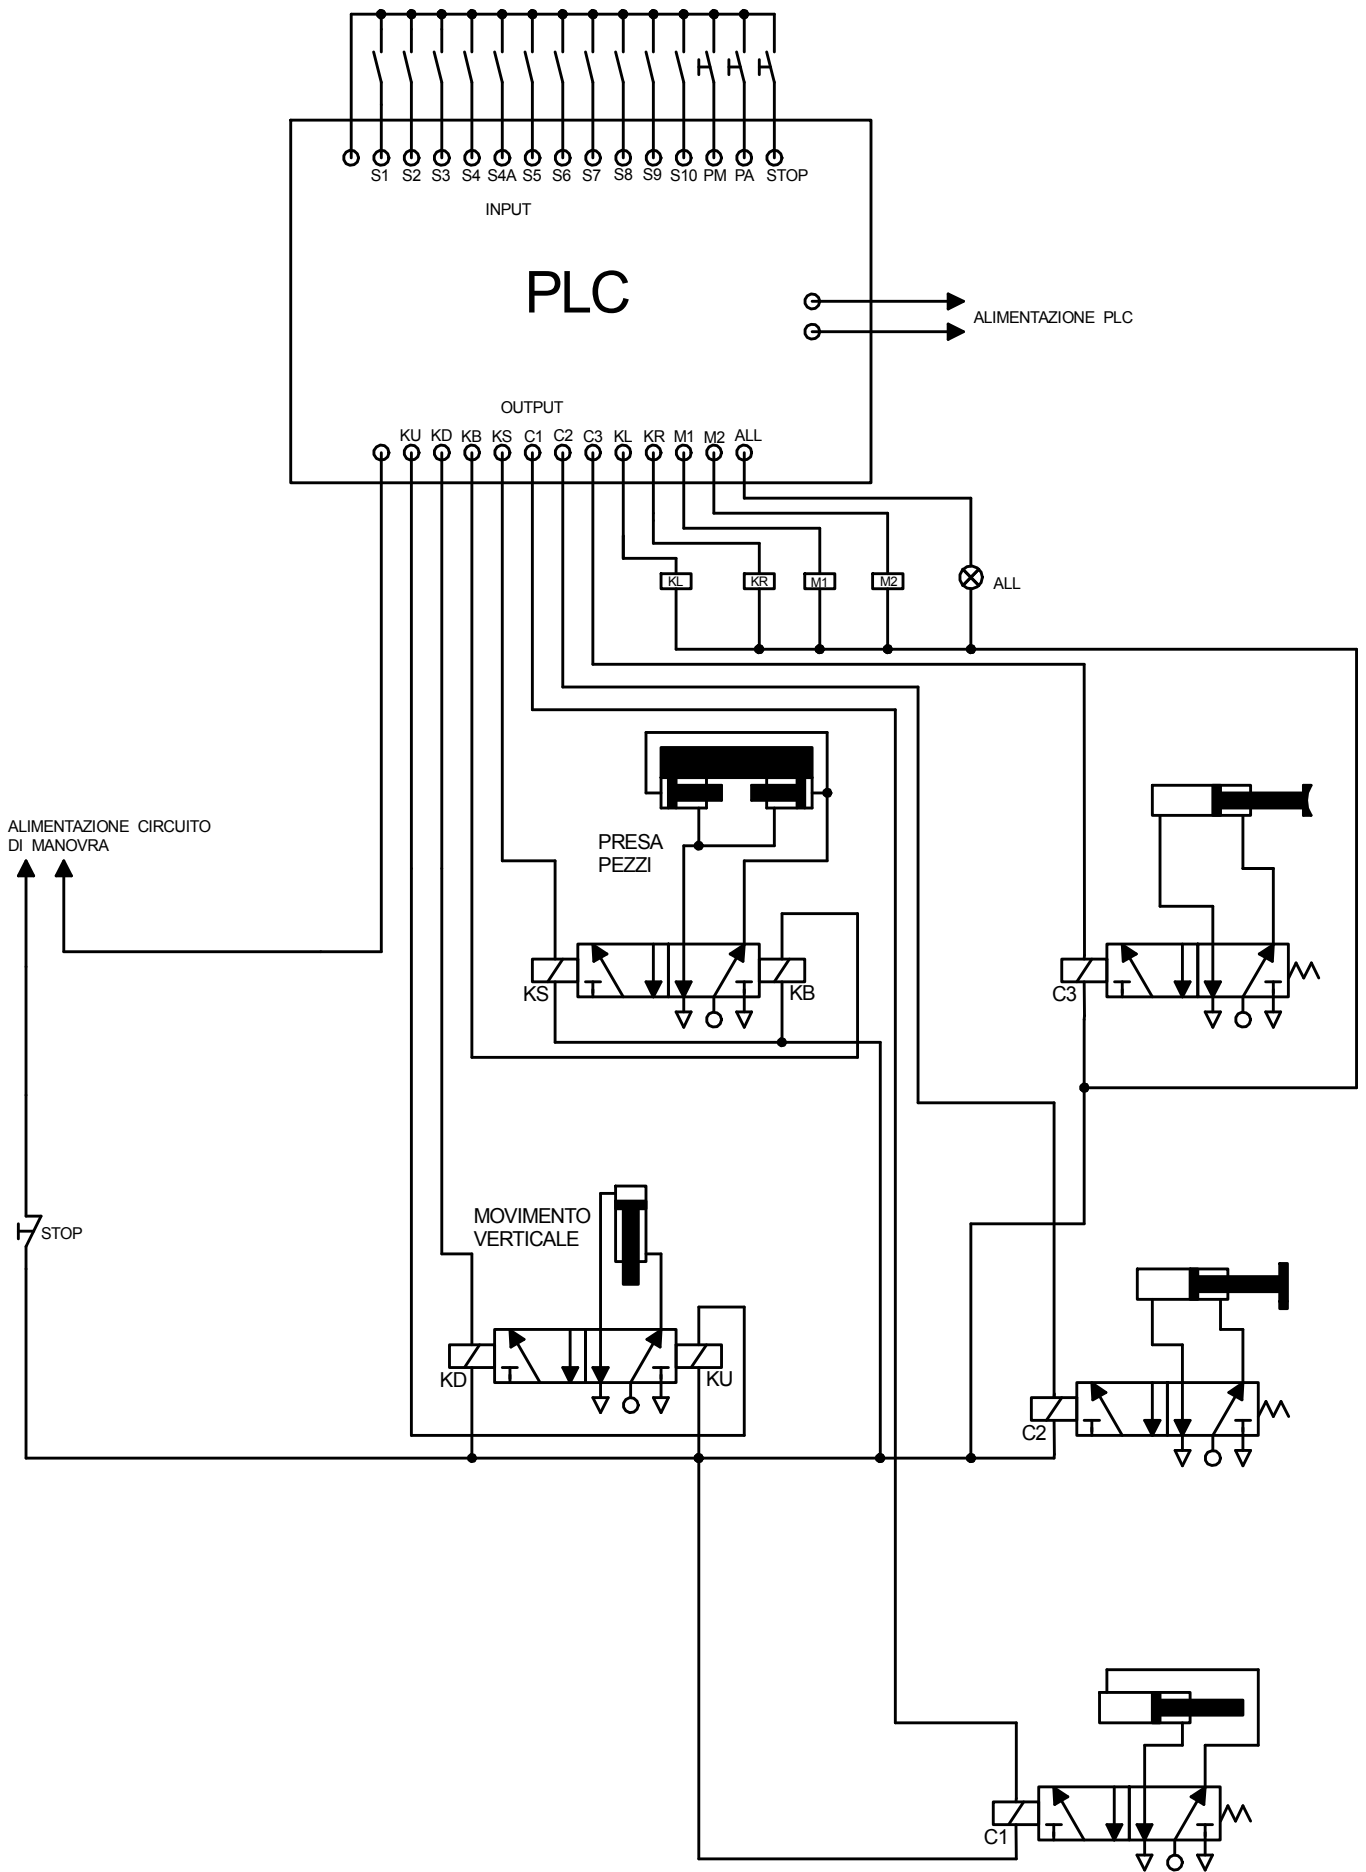 S1 S2 S3 S4 S4A S5 S6 S7 S8 S9 S10 PM PA STOP
INPUT
PLC
ALIMENTAZIONE PLC
OUTPUT
KU KD KB KS C1 C2 C3 KL KR M1 M2 ALL
KL KR M1 M2 ALL
ALIMENTAZIONE CIRCUITO
DI MANOVRA
PRESA
PEZZI
KS KB C3
MOVIMENTO
VERTICALE
STOP
KD KU
C2
C1